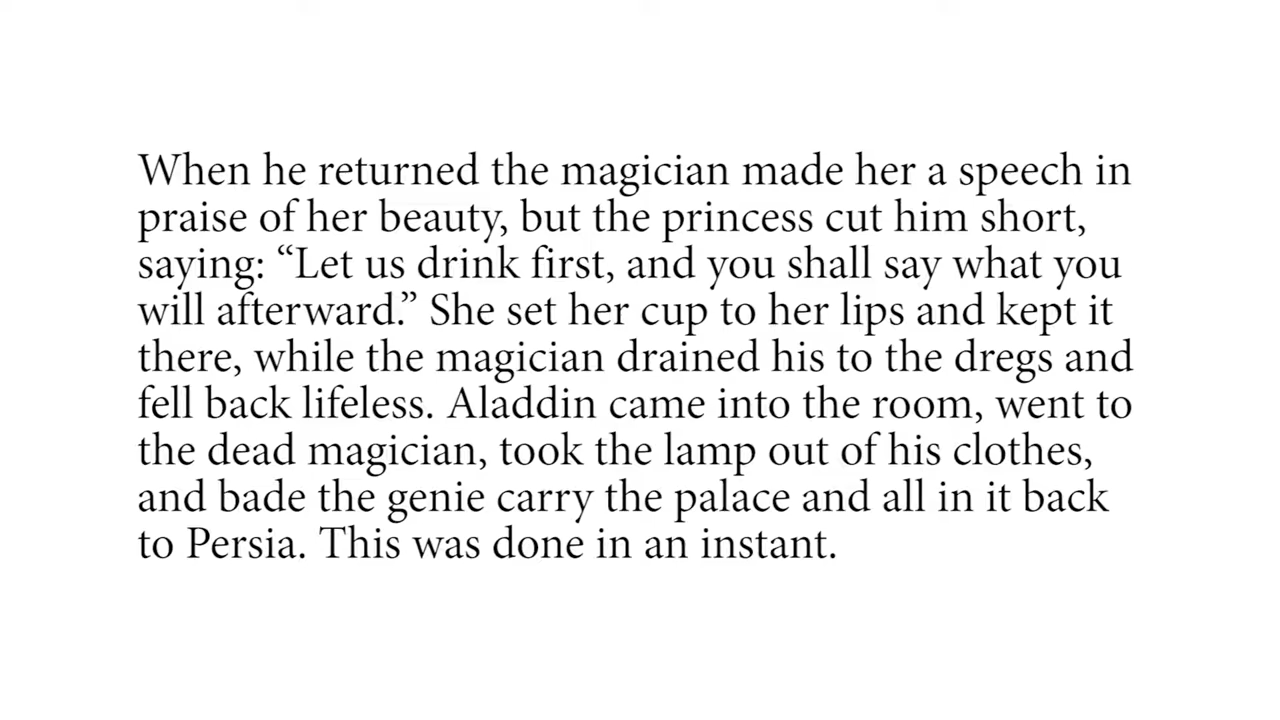 When he returned the magician made her a speech in
praise of her beauty, but the princess cut him short,
saying: “Let us drink first, and you shall say what you
will afterward.” She set her cup to her lips and kept it
there, while the magician drained his to the dregs and
fell back lifeless. Aladdin came into the room, went to
the dead magician, took the lamp out of his clothes,
and bade the genie carry the palace and all in it back
to Persia. This was done in an instant.